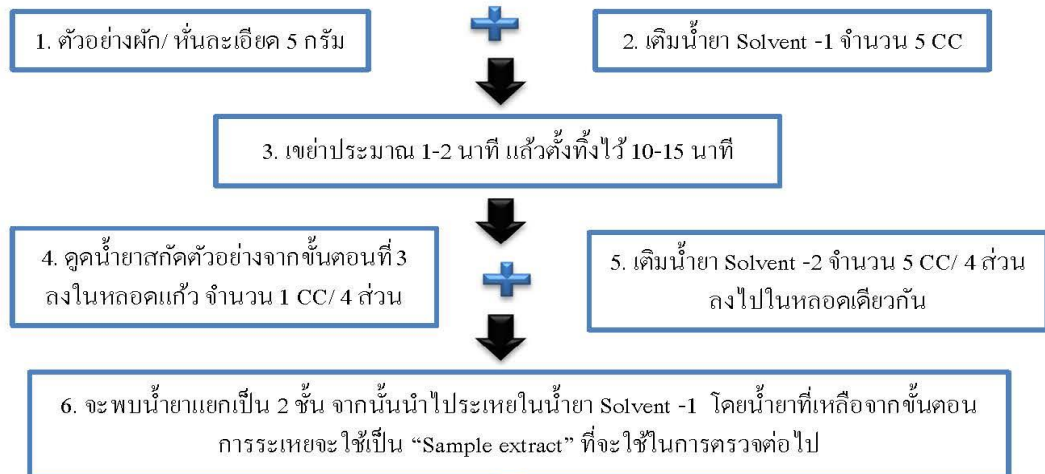 1. ตัวอย่างผัก/ หั่นละเอียด 5 กรัม
2. เติมน้ำยา Solvent -1 จำนวน 5 CC
3. เขย่าประมาณ 1-2 นาที แล้วตั้งทิ้งไว้ 10-15 นาที
4. ดูดน้ำยาสกัดตัวอย่างจากขั้นตอนที่ 3
ลงในหลอดแก้ว จำนวน 1 CC/ 4 ส่วน
5. เติมน้ำยา Solvent -2 จำนวน 5 CC/ 4 ส่วน
ลงไปในหลอดเดียวกัน
6. จะพบน้ำยาแยกเป็น 2 ชั้น จากนั้นนำไประเหยในน้ำยา Solvent -1 โดยน้ำยาที่เหลือจากขั้นตอน
การระเหยจะใช้เป็น “Sample extract” ที่จะใช้ในการตรวจต่อไป